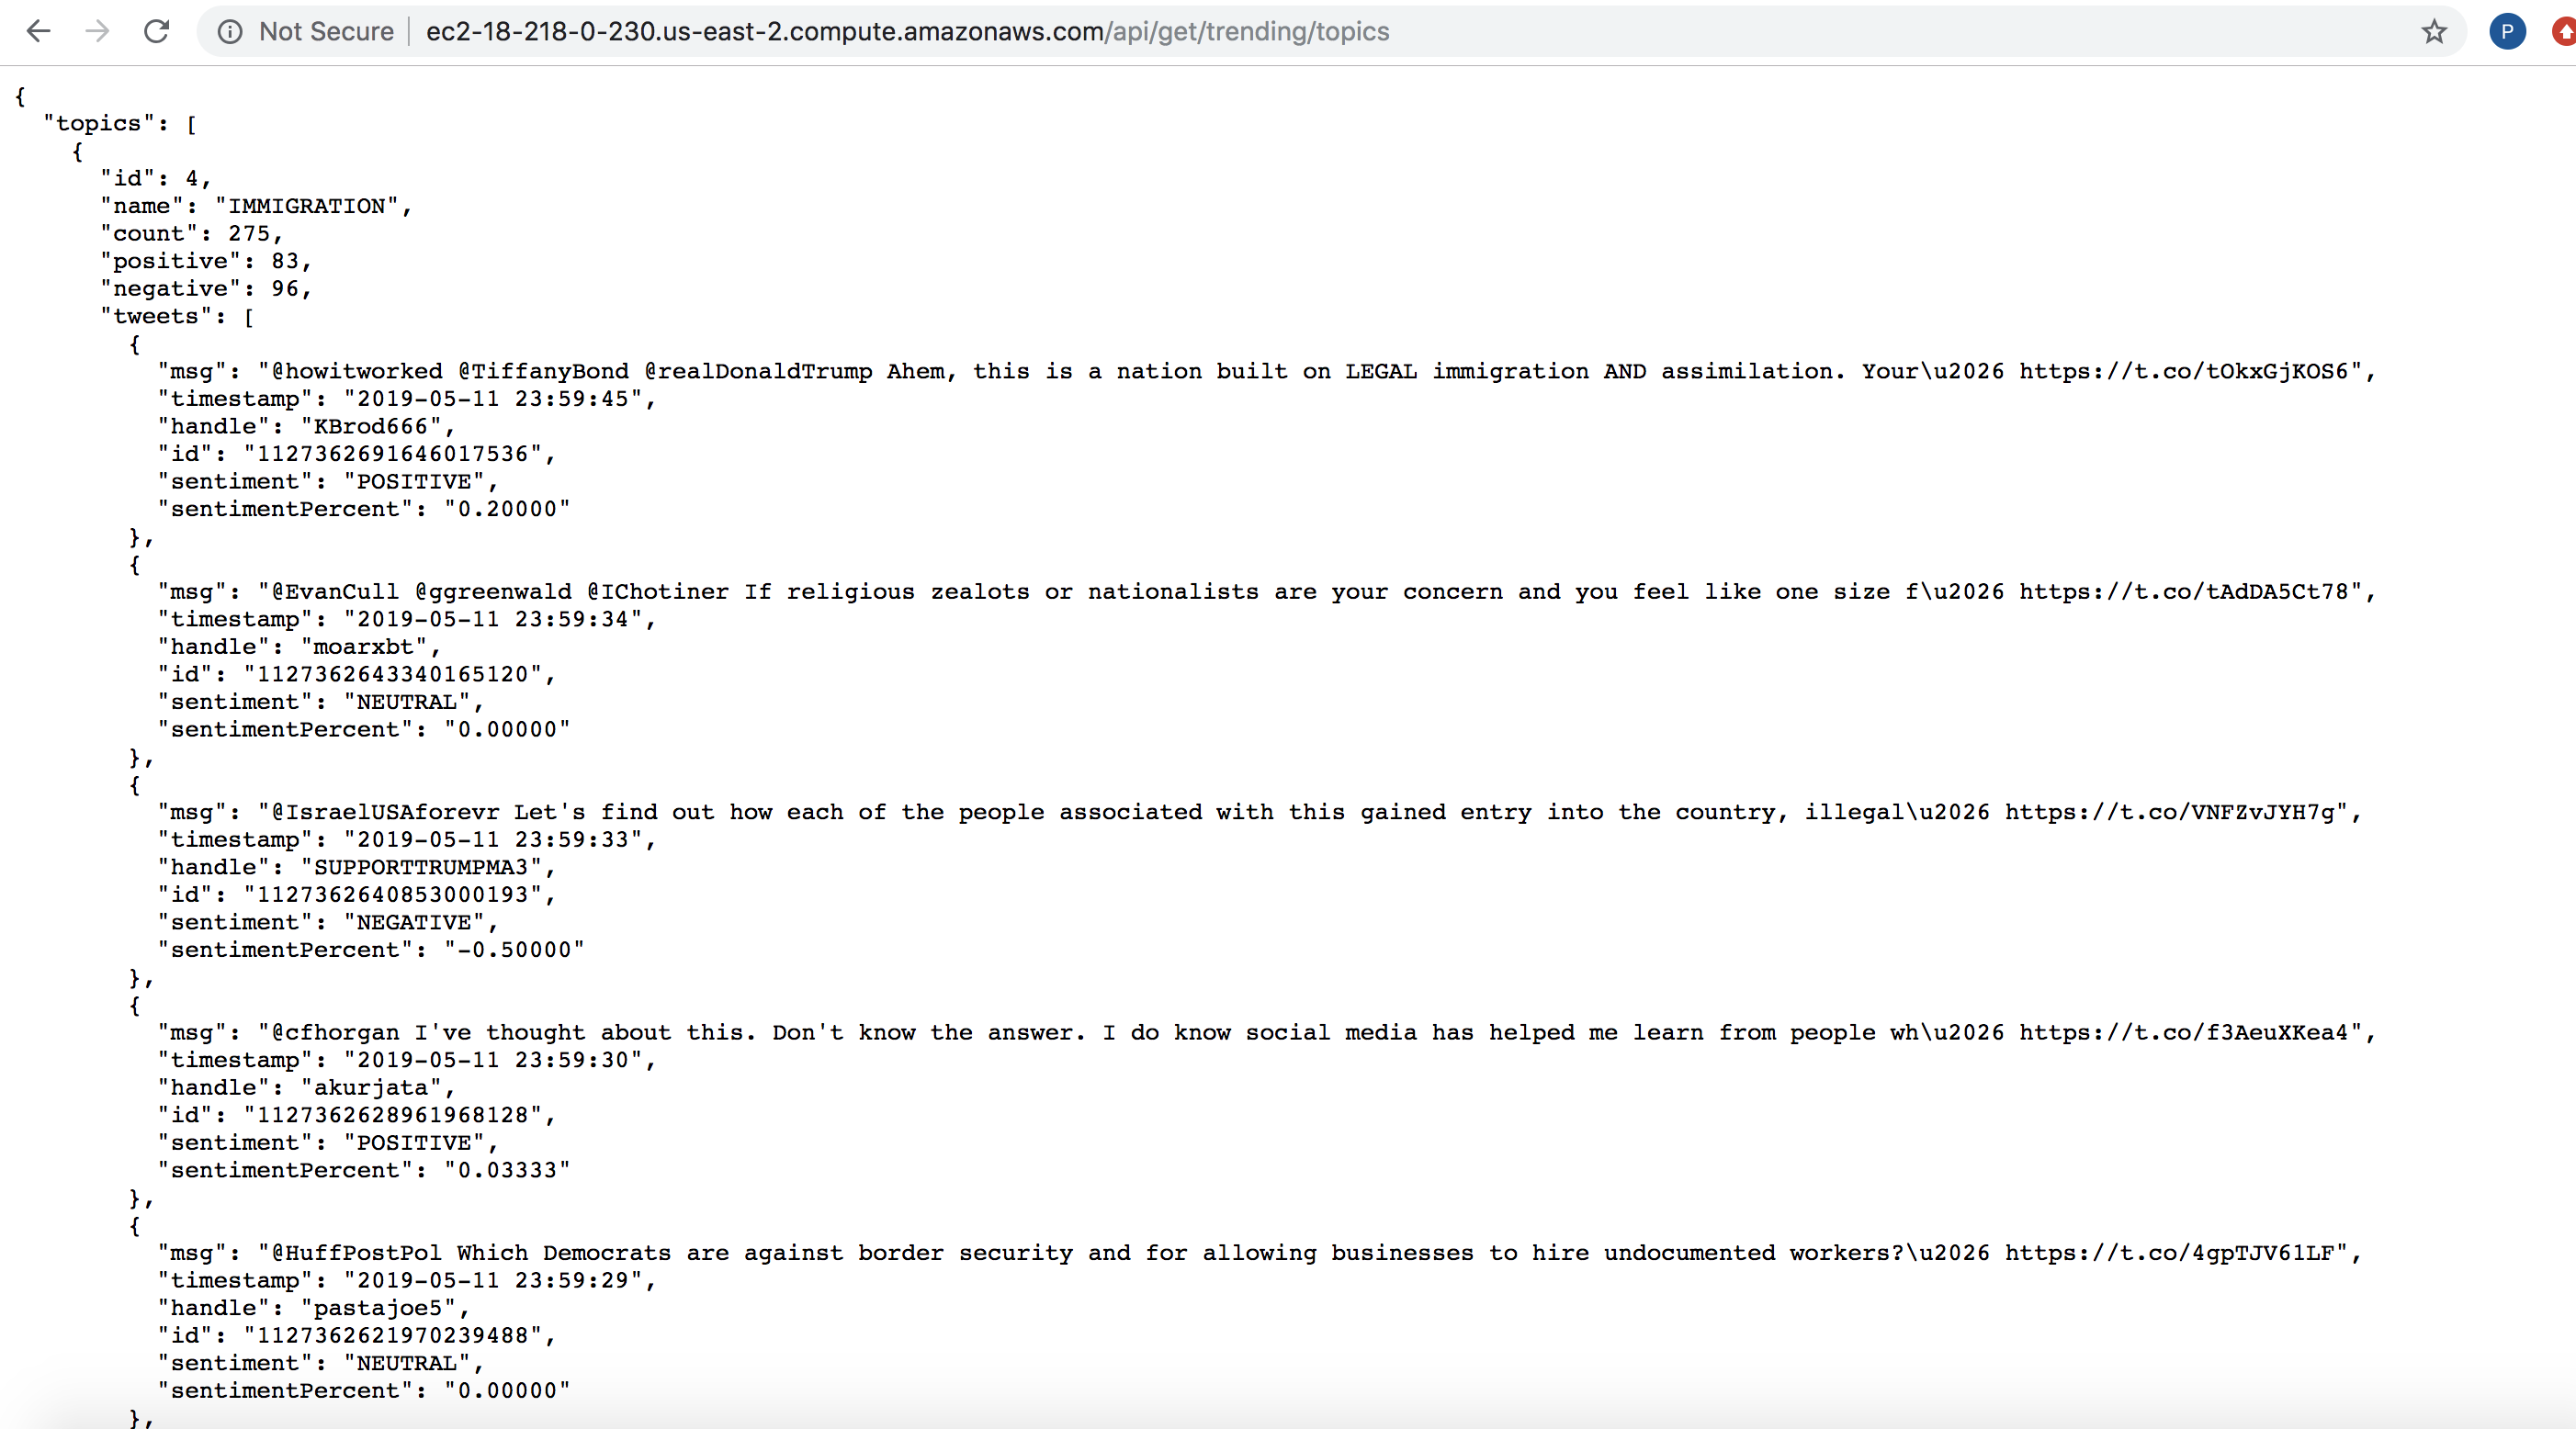 Not Secure | ec2-18-218-0-230.us-east-2.compute.amazonaws.com/api/get/trending/topics P
{
"topics": [
{
"id": 4,
"name": "IMMIGRATION",
"count": 275,
"positive": 83,
"negative": 96,
"tweets": [
{
"msg": "@howitworked @TiffanyBond @realDonaldTrump Ahem, this is a nation built on LEGAL immigration AND assimilation. Your\u2026 https://t.co/tOkxGjKOS6",
"timestamp": "2019-05-11 23:59:45",
"handle": "KBrod666",
"id": "1127362691646017536",
"sentiment": "POSITIVE",
"sentimentPercent": "0.20000"
},
{
"msg": "@EvanCull @ggreenwald @IChotiner If religious zealots or nationalists are your concern and you feel like one size f\u2026 https://t.co/tAdDA5Ct78",
"timestamp": "2019-05-11 23:59:34",
"handle": "moarxbt",
"id": "1127362643340165120",
"sentiment": "NEUTRAL",
"sentimentPercent": "0.00000"
},
{
"msg": "@IsraelUSAforevr Let's find out how each of the people associated with this gained entry into the country, illegal\u2026 https://t.co/VNFZvJYH7g",
"timestamp": "2019-05-11 23:59:33",
"handle": "SUPPORTTRUMPMA3",
"id": "1127362640853000193",
"sentiment": "NEGATIVE",
"sentimentPercent": "-0.50000"
},
{
"msg": "@cfhorgan I've thought about this. Don't know the answer. I do know social media has helped me learn from people wh\u2026 https://t.co/f3AeuXKea4",
"timestamp": "2019-05-11 23:59:30",
"handle": "akurjata",
"id": "1127362628961968128",
"sentiment": "POSITIVE",
"sentimentPercent": "0.03333"
},
{
"msg": "@HuffPostPol Which Democrats are against border security and for allowing businesses to hire undocumented workers?\u2026 https://t.co/4gpTJV61LF",
"timestamp": "2019-05-11 23:59:29",
"handle": "pastajoe5",
"id": "1127362621970239488",
"sentiment": "NEUTRAL",
"sentimentPercent": "0.00000"
},